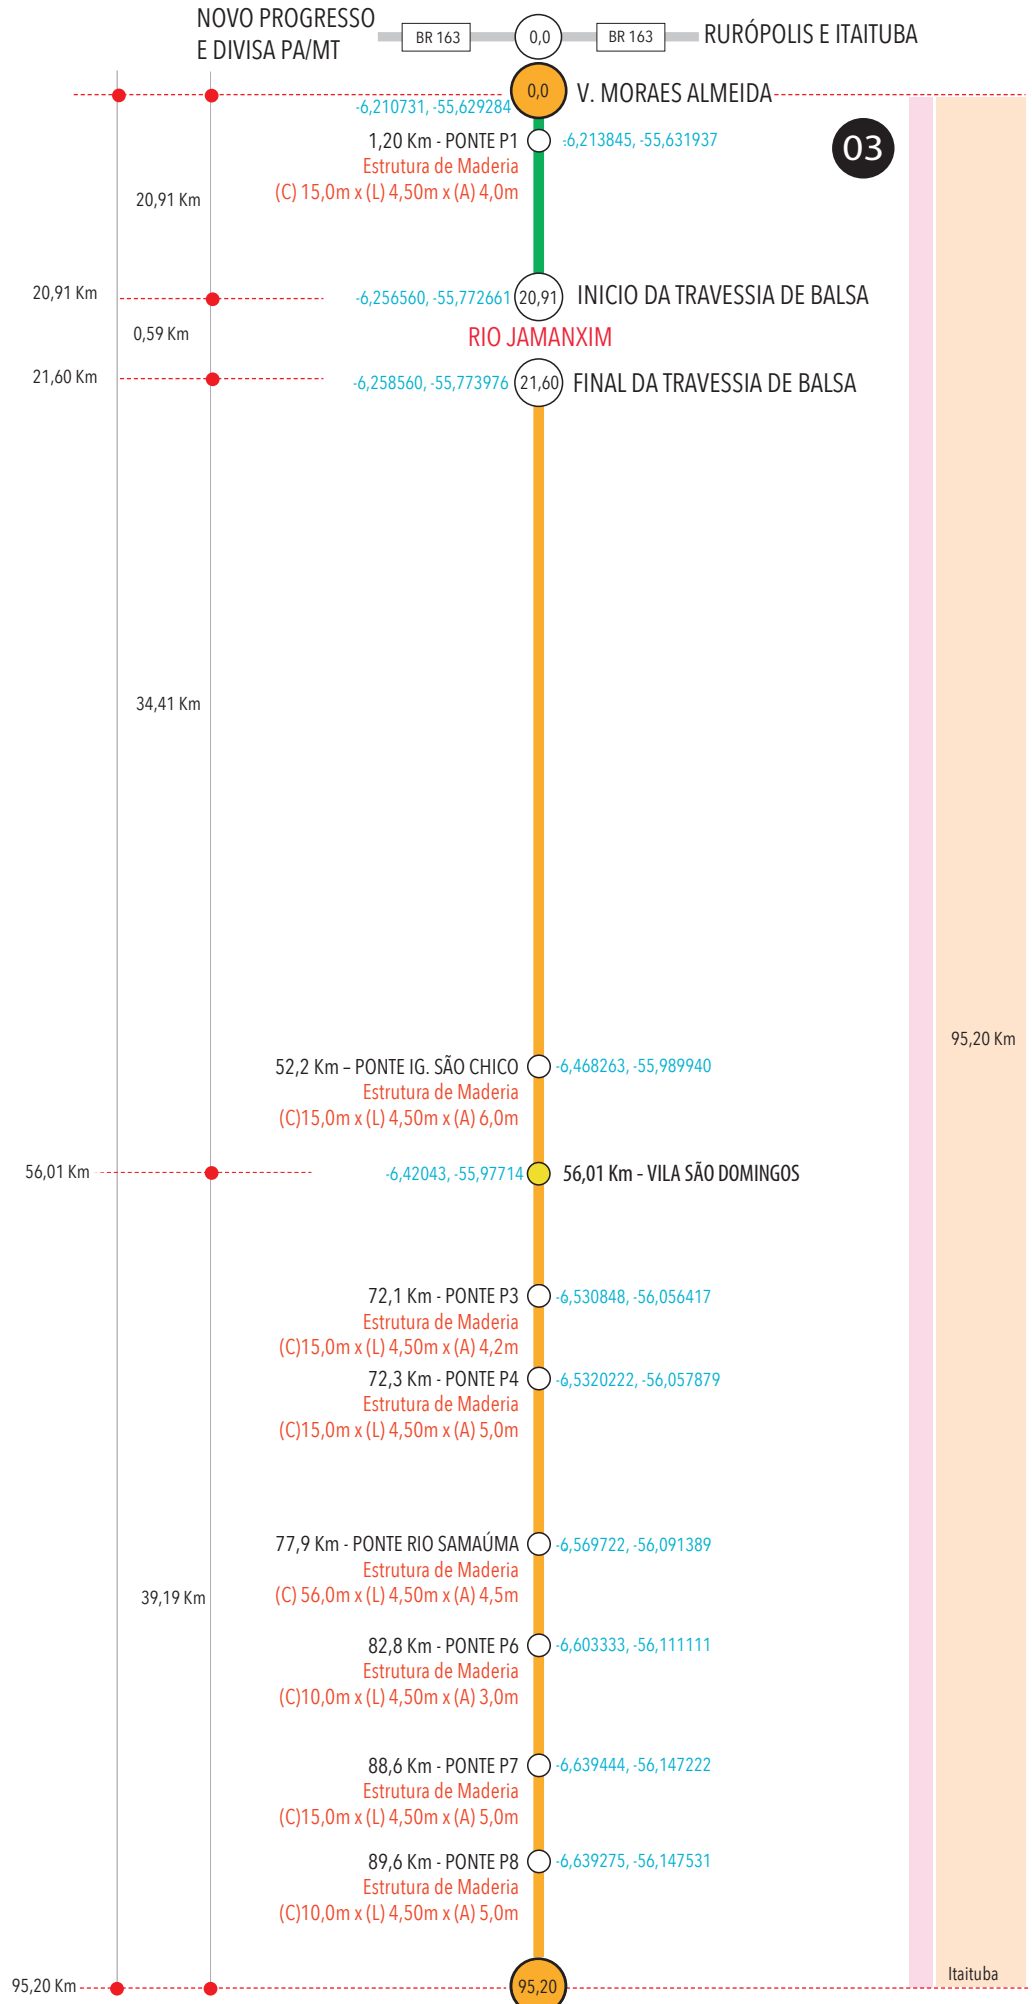 NOVO PROGRESSO
E DIVISA PA/MT
BR 163
0,0
BR 163
RURÓPOLIS E ITAITUBA
0,0
V. MORAES ALMEIDA
-6,210731, -55,629284
1,20 Km - PONTE P1
-6,213845, -55,631937
03
Estrutura de Maderia
(C) 15,0m x (L) 4,50m x (A) 4,0m
20,91 Km
20,91 Km
-6,256560, -55,772661
20,91
INICIO DA TRAVESSIA DE BALSA
0,59 Km
RIO JAMANXIM
21,60 Km
-6,258560, -55,773976
21,60
FINAL DA TRAVESSIA DE BALSA
34,41 Km
95,20 Km
52,2 Km – PONTE IG. SÃO CHICO
-6,468263, -55,989940
Estrutura de Maderia
(C)15,0m x (L) 4,50m x (A) 6,0m
56,01 Km
-6,42043, -55,97714
56,01 Km - VILA SÃO DOMINGOS
72,1 Km - PONTE P3
-6,530848, -56,056417
Estrutura de Maderia
(C)15,0m x (L) 4,50m x (A) 4,2m
72,3 Km - PONTE P4
-6,5320222, -56,057879
Estrutura de Maderia
(C)15,0m x (L) 4,50m x (A) 5,0m
77,9 Km - PONTE RIO SAMAÚMA
-6,569722, -56,091389
Estrutura de Maderia
(C) 56,0m x (L) 4,50m x (A) 4,5m
39,19 Km
82,8 Km - PONTE P6
-6,603333, -56,111111
Estrutura de Maderia
(C)10,0m x (L) 4,50m x (A) 3,0m
88,6 Km - PONTE P7
-6,639444, -56,147222
Estrutura de Maderia
(C)15,0m x (L) 4,50m x (A) 5,0m
89,6 Km - PONTE P8
-6,639275, -56,147531
Estrutura de Maderia
(C)10,0m x (L) 4,50m x (A) 5,0m
Itaituba
95,20 Km
95,20